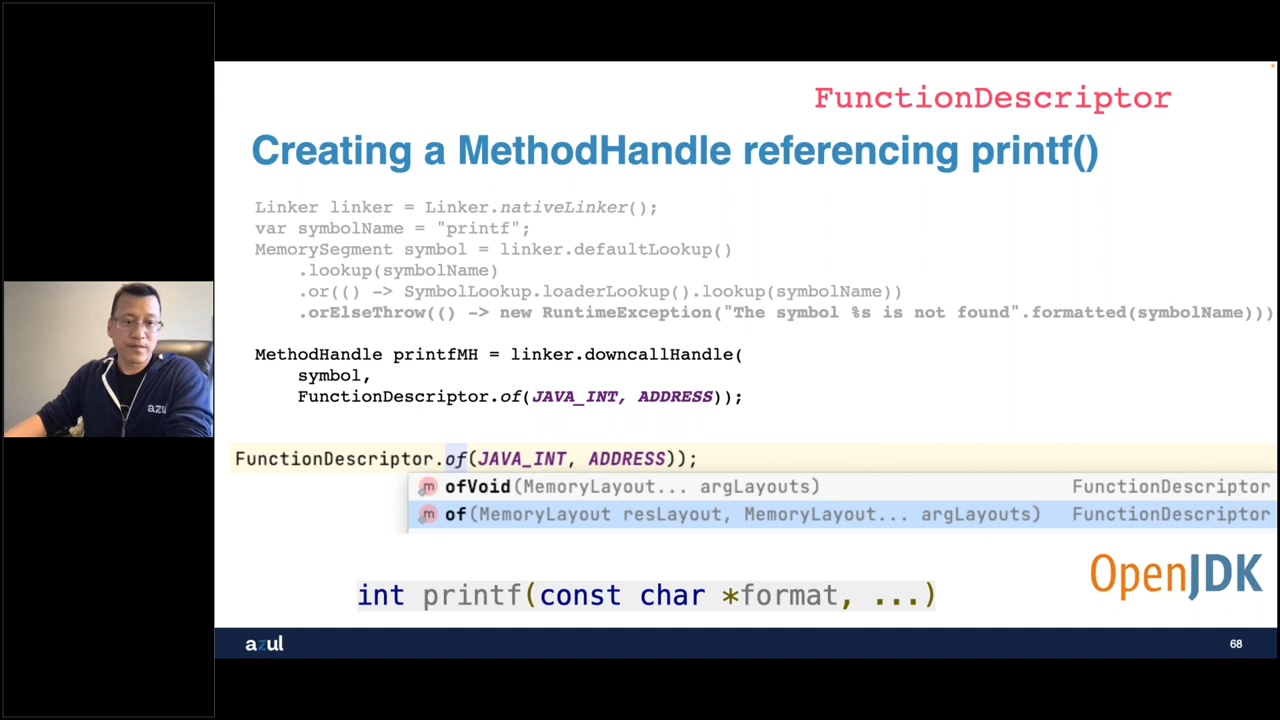 FunctionDescriptor
Creating a MethodHandle referencing printf()
Linker linker = Linker.nativeLinker();
var symbolName = "printf";
MemorySegment symbol = linker.defaultLookup()
.lookup(symbolName)
.or(() -> SymbolLookup.loaderLookup().lookup(symbolName))
.orElseThrow(() -> new RuntimeException("The symbol %s is not found".formatted(symbolName)))
MethodHandle printfMH = linker.downcallHandle(
symbol,
FunctionDescriptor.of(JAVA_INT, ADDRESS));
azul
FunctionDescriptor.of(JAVA_INT, ADDRESS));
m ofVoid(MemoryLayout... argLayouts) FunctionDescriptor
m of(MemoryLayout resLayout, MemoryLayout... argLayouts) FunctionDescriptor
OpenJDK
int printf(const char *format, ...)
azul 68